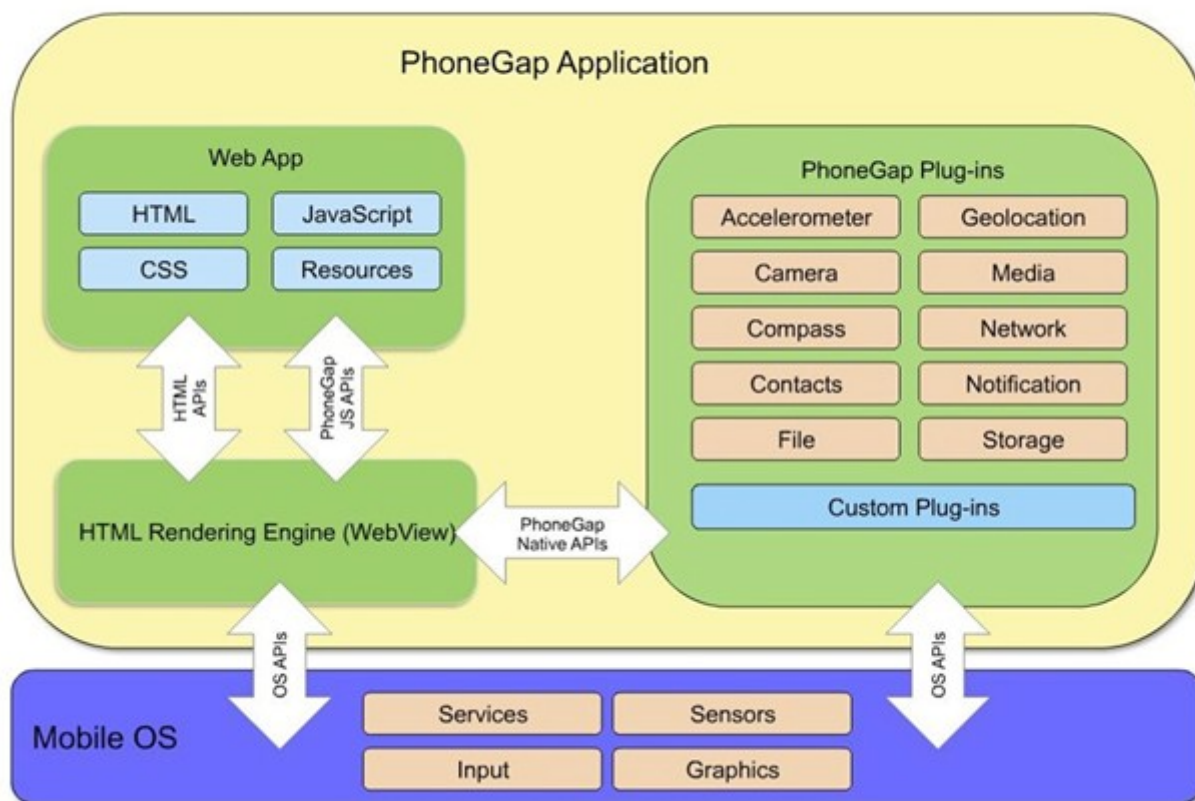 PhoneGap Application
Web App
HTML
JavaScript
CSS
Resources
HTML
APIs
PhoneGap
JS APIs
HTML Rendering Engine (WebView)
PhoneGap
Native APIs
PhoneGap Plug-ins
Accelerometer
Geolocation
Camera
Media
Compass
Network
Contacts
Notification
File
Storage
Custom Plug-ins
OS APIs
OS APIs
Mobile OS
Services
Sensors
Input
Graphics